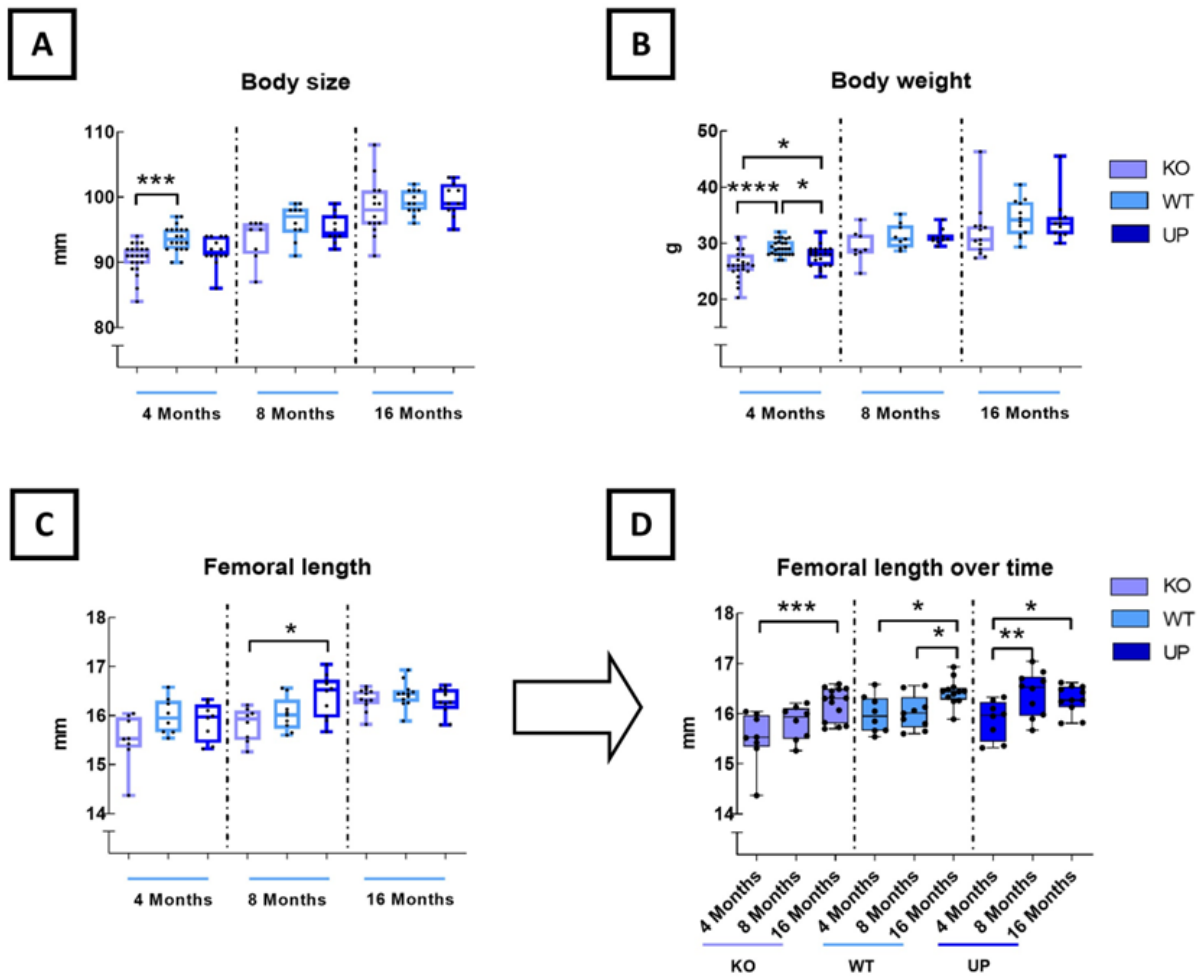 A
Body size
110
100
90
80
mm
***
4 Months
8 Months
16 Months
B
Body weight
50
40
30
20
g
*
**** *
4 Months
8 Months
16 Months
KO
WT
UP
C
Femoral length
18
17
16
15
14
mm
*
4 Months
8 Months
16 Months
D
Femoral length over time
18
17
16
15
14
mm
***
*
*
*
**
4 Months
8 Months
16 Months
4 Months
8 Months
16 Months
4 Months
8 Months
16 Months
KO
WT
UP
KO
WT
UP